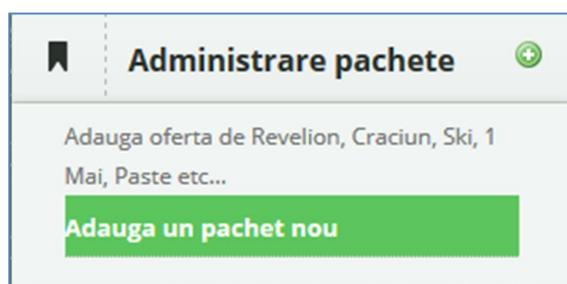 Administrare pachete
Adauga oferta de Revelion, Craciun, Ski, 1
Mai, Paste etc...
Adauga un pachet nou